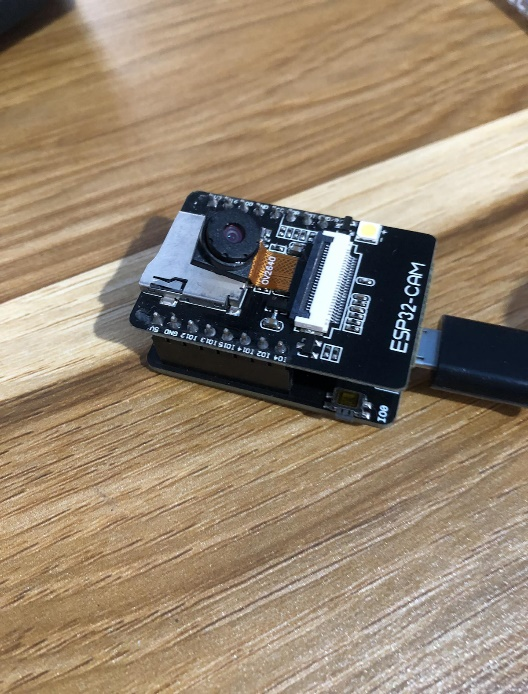 OV2640
ESP32-CAM
5V
GND
IO12
IO13
IO15
IO14
IO2
IO4
IO0